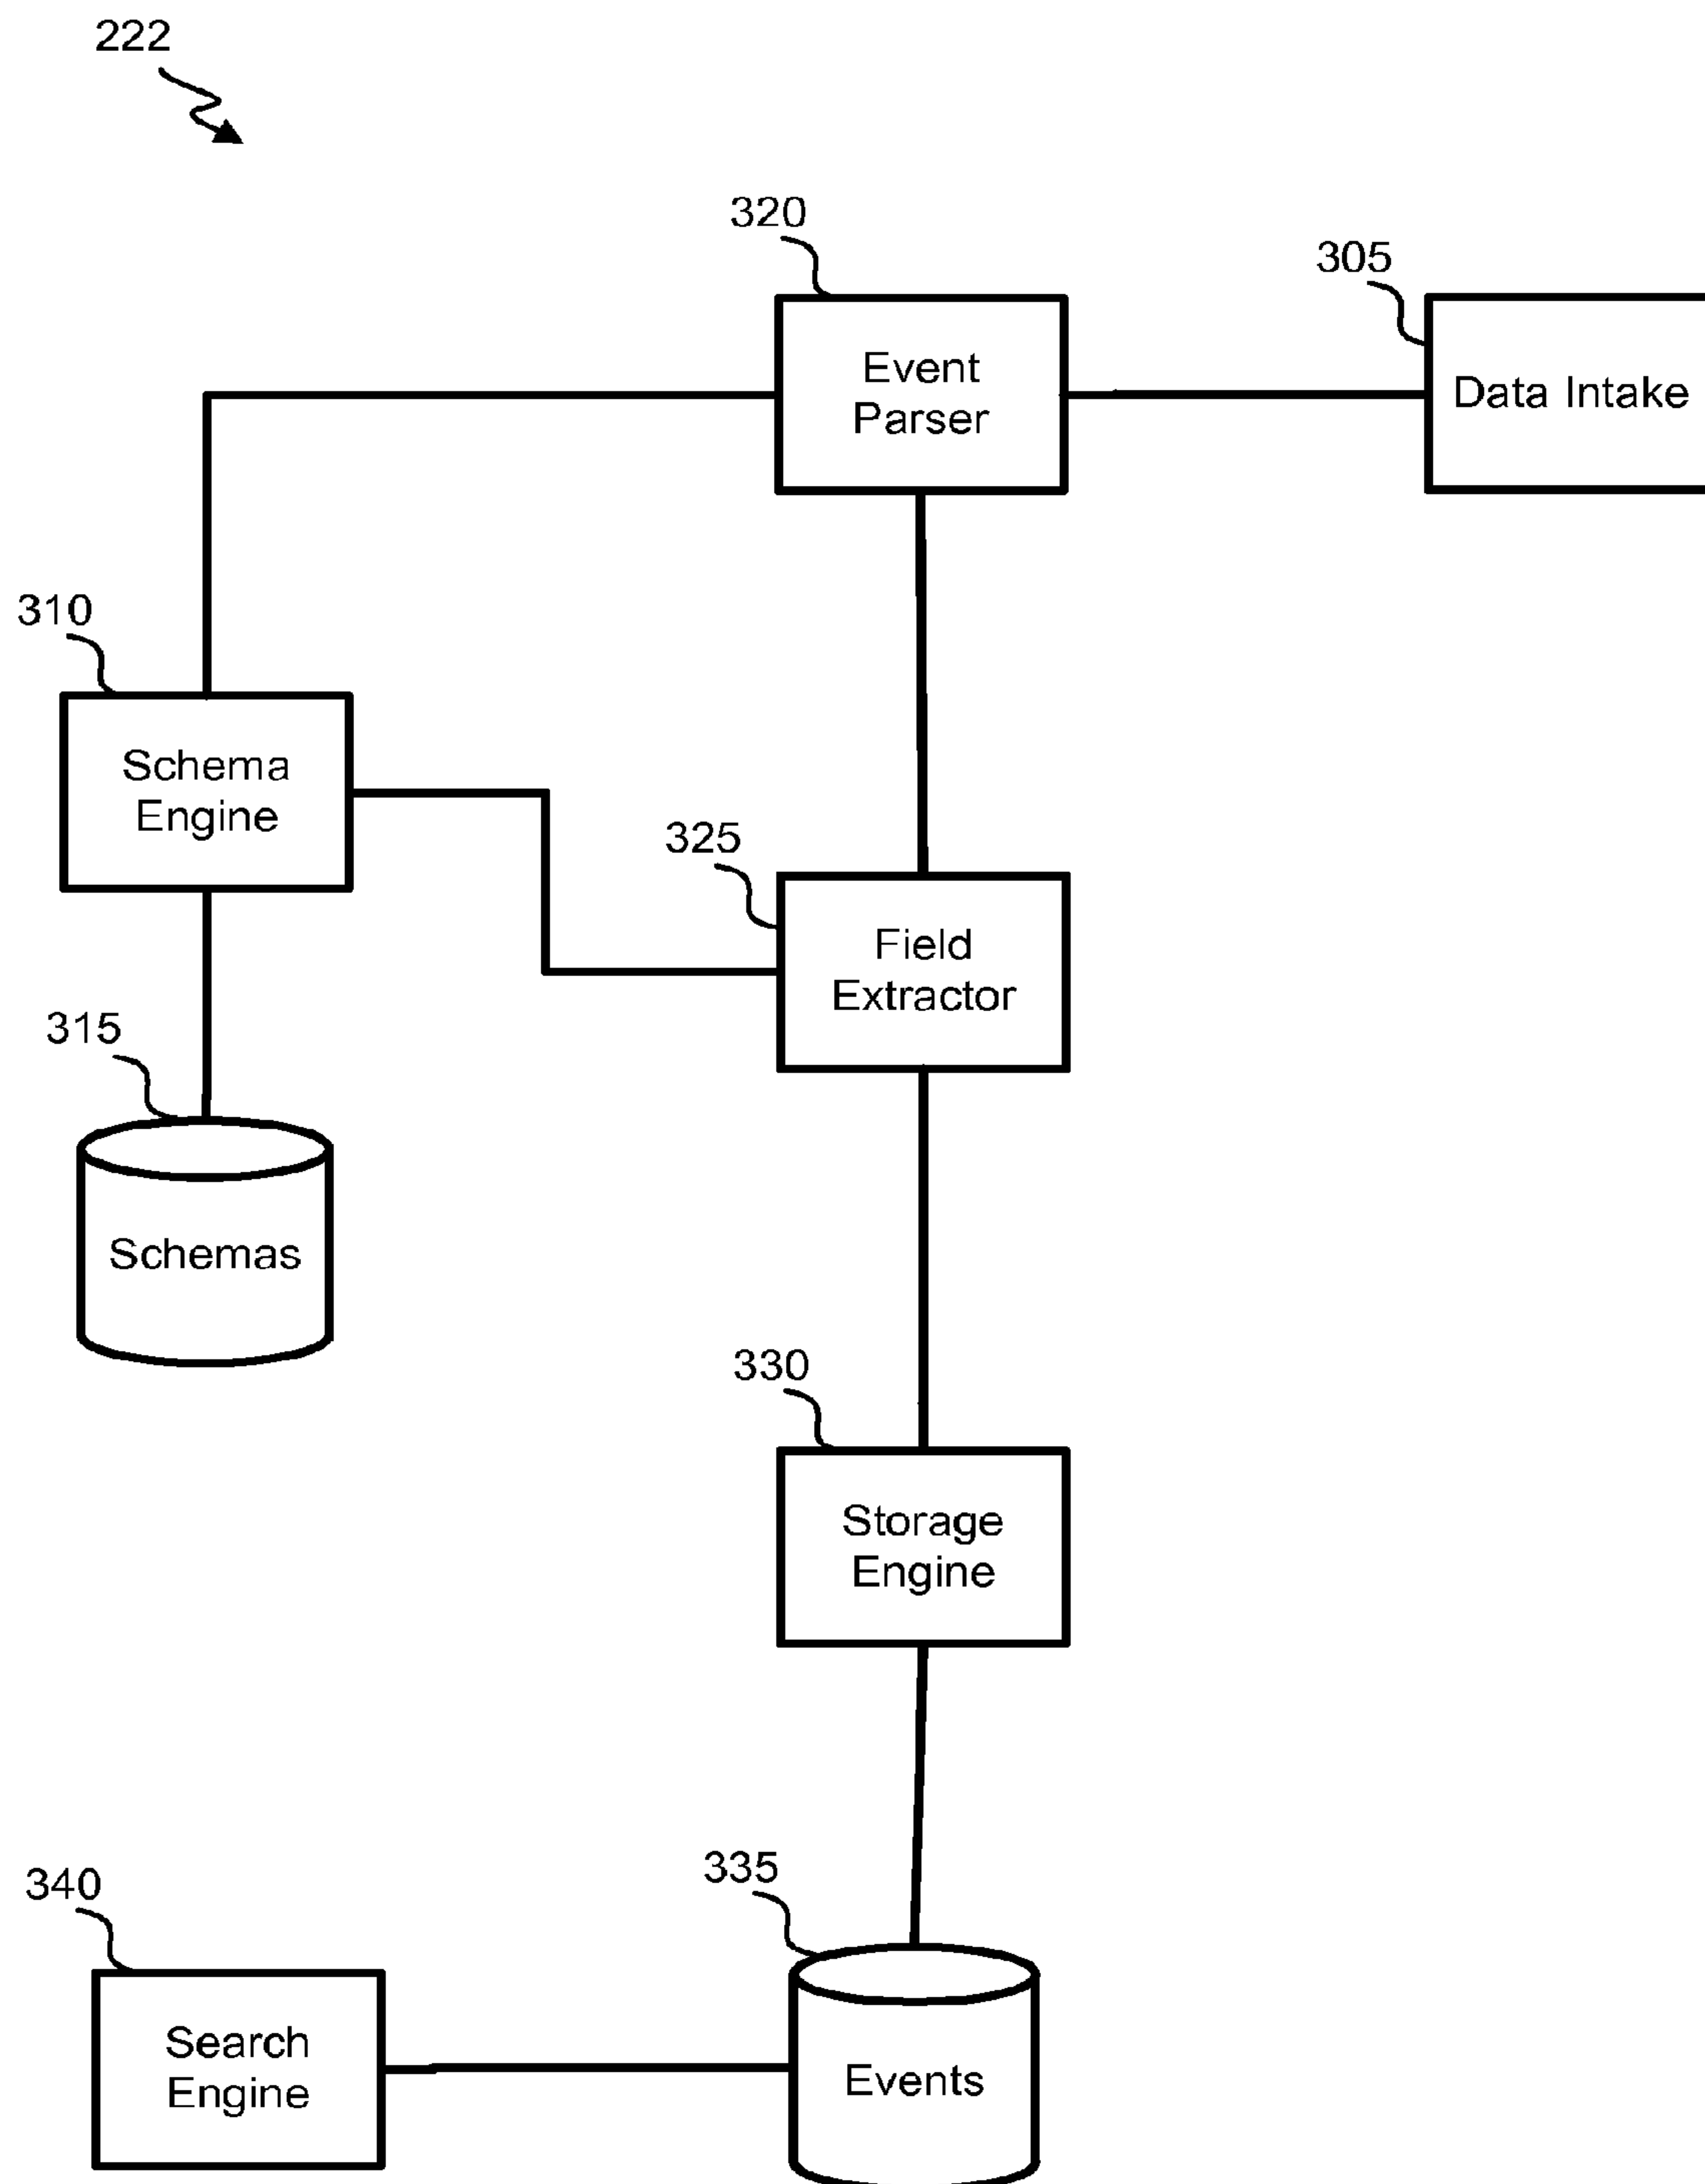 222
320
305
Event
Parser
Data Intake
310
Schema
Engine
325
Field
Extractor
315
Schemas
330
Storage
Engine
340
335
Search
Engine
Events